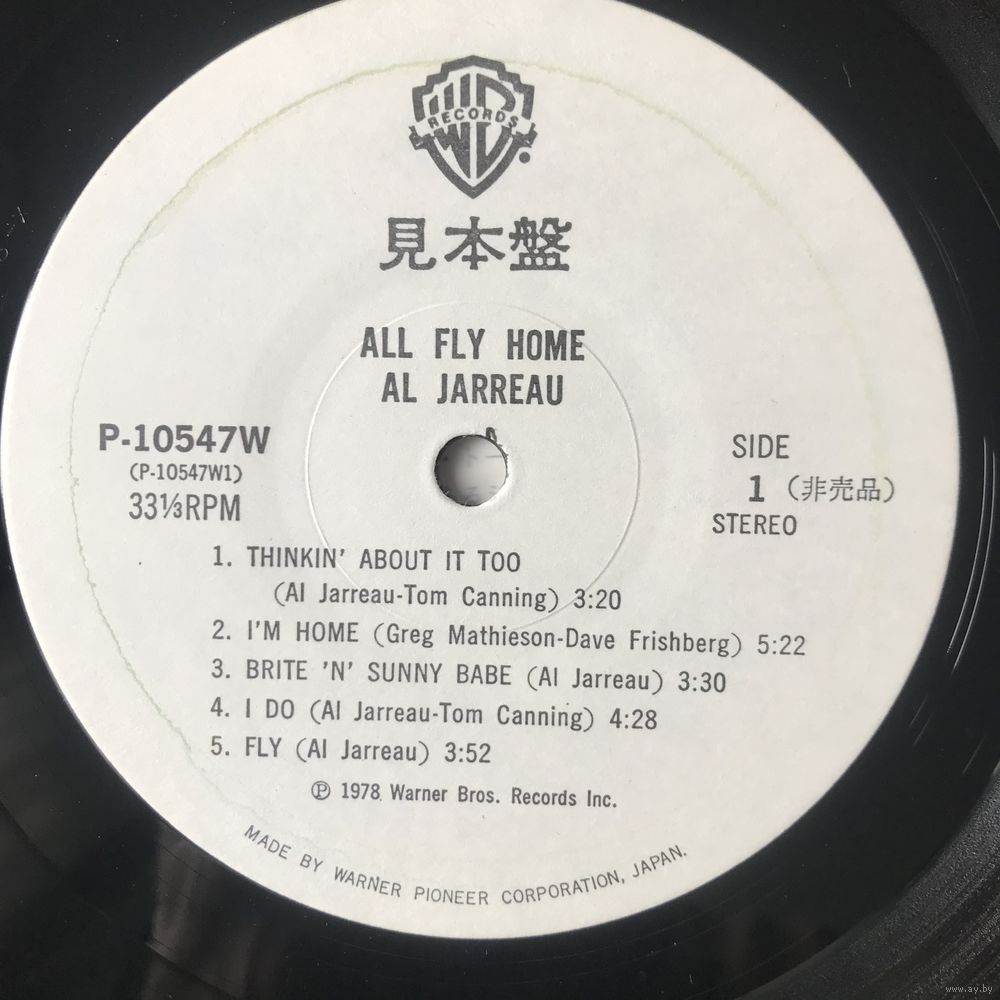 WB RECORDS
見本盤
ALL FLY HOME
AL JARREAU
P-10547W
(P-10547W1)
33⅓RPM
SIDE
1 (非売品)
STEREO
1. THINKIN' ABOUT IT TOO
(Al Jarreau-Tom Canning) 3:20
2. I'M HOME (Greg Mathieson-Dave Frishberg) 5:22
3. BRITE 'N' SUNNY BABE (Al Jarreau) 3:30
4. I DO (Al Jarreau-Tom Canning) 4:28
5. FLY (Al Jarreau) 3:52
℗ 1978 Warner Bros. Records Inc.
MADE BY WARNER PIONEER CORPORATION, JAPAN.
www.ay.by